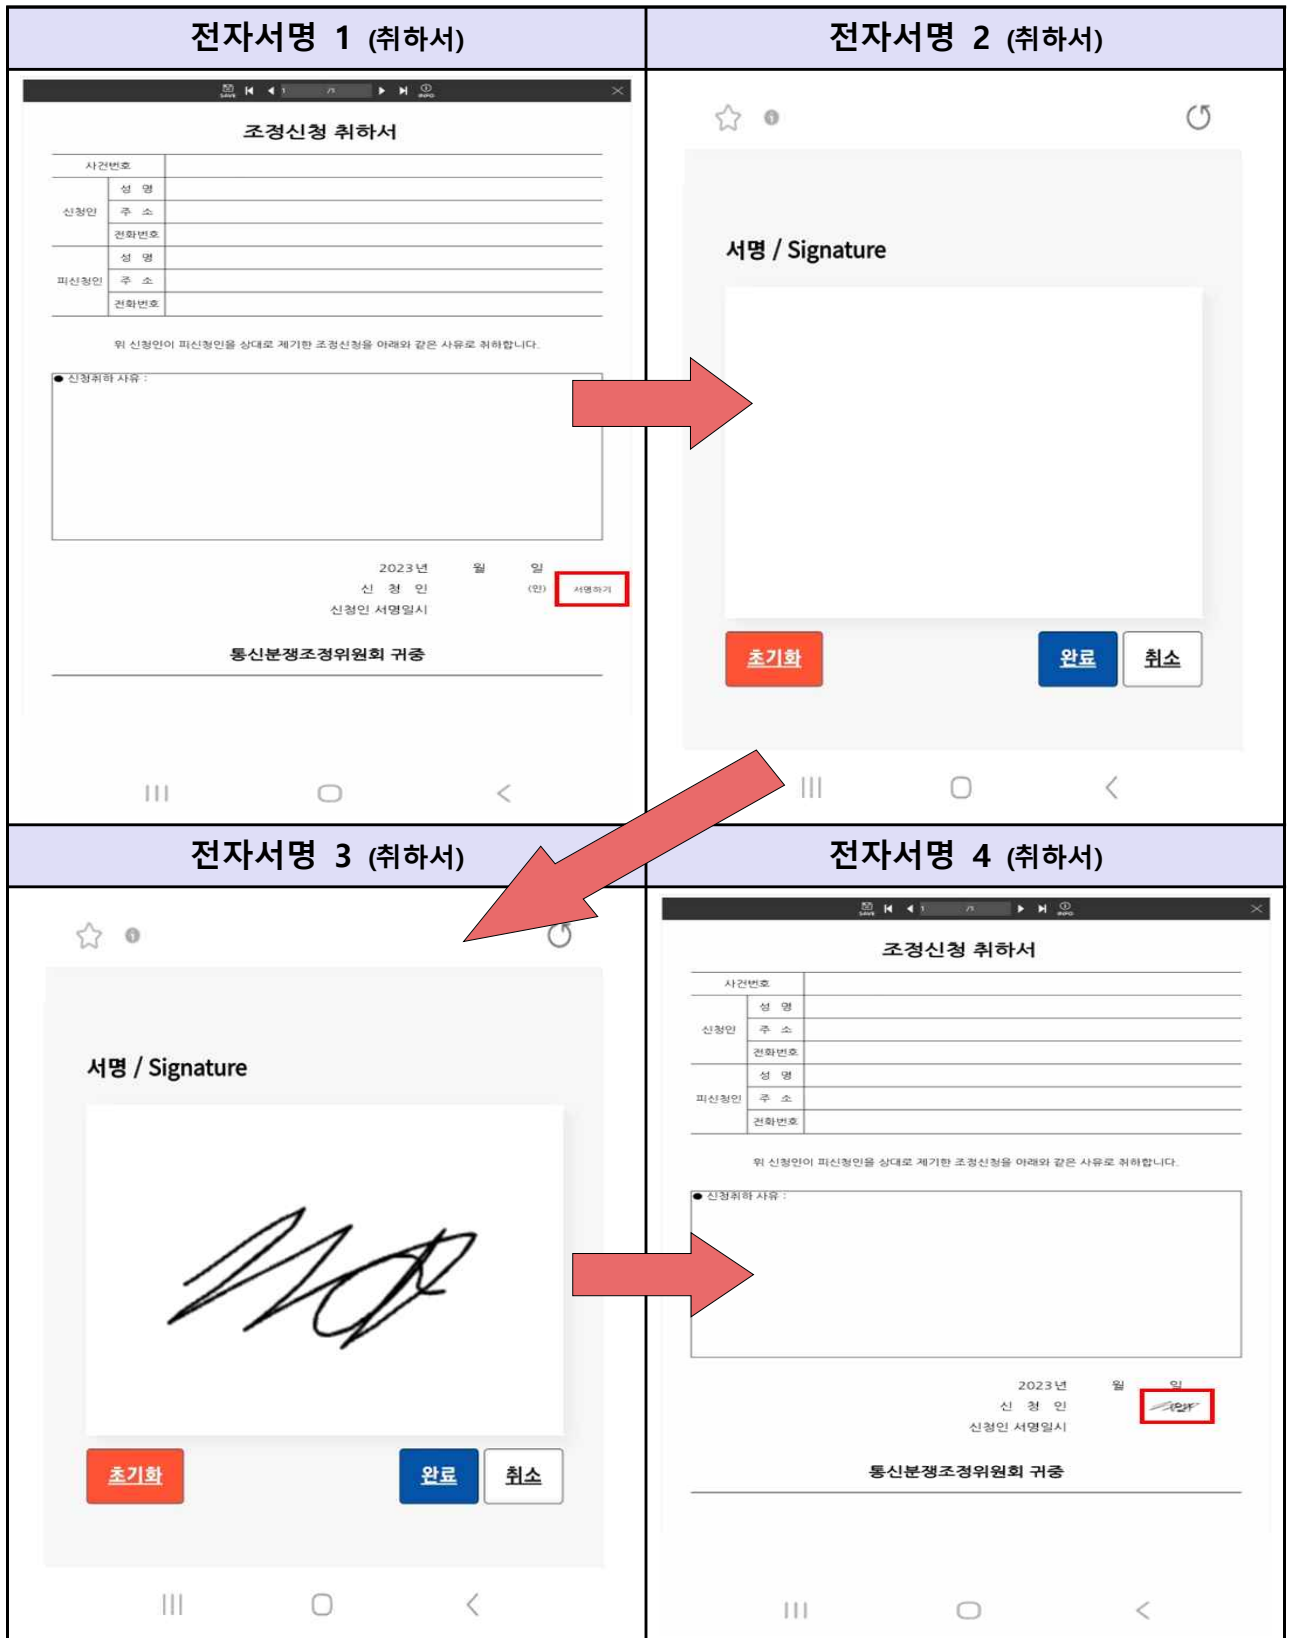 전자서명 1 (취하서)
SAVE 1 /1 INFO
조정신청 취하서
사건번호
신청인
성 명
주 소
전화번호
피신청인
성 명
주 소
전화번호
위 신청인이 피신청인을 상대로 제기한 조정신청을 아래와 같은 사유로 취하합니다.
● 신청취하 사유 :
2023년 월 일
신 청 인 (인) 서명하기
신청인 서명일시
통신분쟁조정위원회 귀중
전자서명 2 (취하서)
서명 / Signature
초기화 완료 취소
전자서명 3 (취하서)
서명 / Signature
초기화 완료 취소
전자서명 4 (취하서)
SAVE 1 /1 INFO
조정신청 취하서
사건번호
신청인
성 명
주 소
전화번호
피신청인
성 명
주 소
전화번호
위 신청인이 피신청인을 상대로 제기한 조정신청을 아래와 같은 사유로 취하합니다.
● 신청취하 사유 :
2023년 월 일
신 청 인
신청인 서명일시
통신분쟁조정위원회 귀중